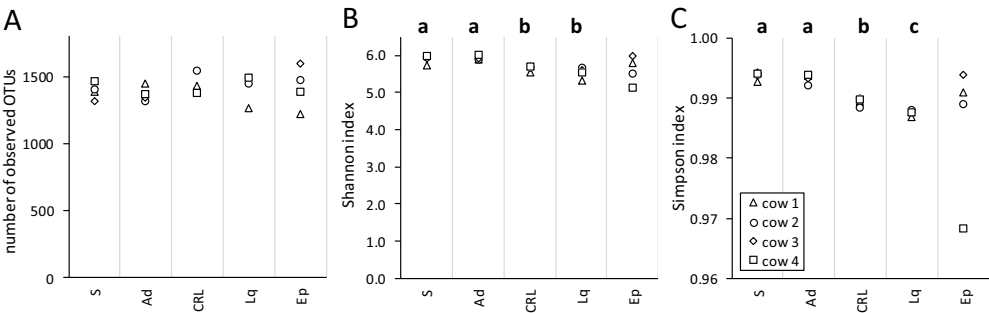 A
number of observed OTUs
1500
1000
500
0
S
Ad
CRL
Lq
Ep
B
a a b b
Shannon index
6.0
5.0
4.0
3.0
2.0
1.0
0.0
S
Ad
CRL
Lq
Ep
C
a a b c
Simpson index
1.00
0.99
0.98
0.97
0.96
cow 1
cow 2
cow 3
cow 4
S
Ad
CRL
Lq
Ep